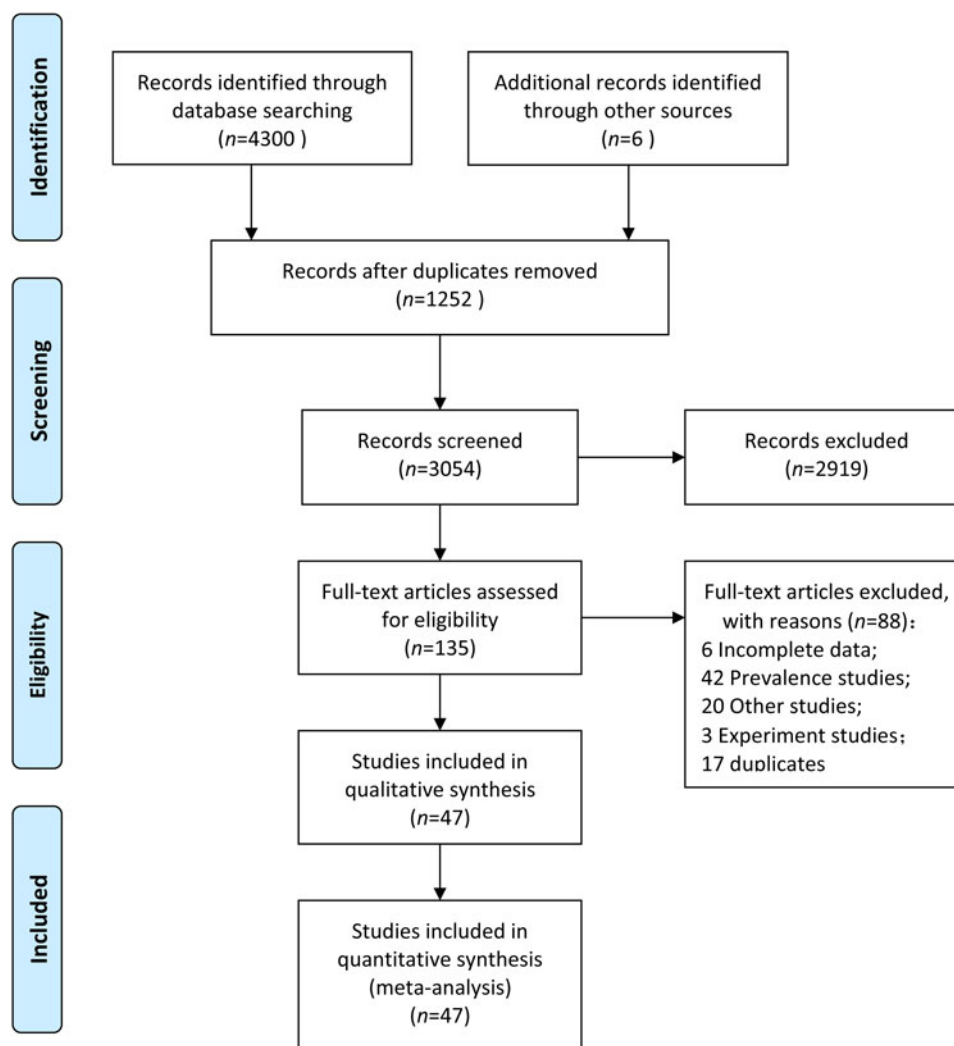 Identification
Records identified through
database searching
(n=4300 )
Additional records identified
through other sources
(n=6 )
Records after duplicates removed
(n=1252 )
Screening
Records screened
(n=3054)
Records excluded
(n=2919)
Eligibility
Full-text articles assessed
for eligibility
(n=135)
Full-text articles excluded,
with reasons (n=88)：
6 Incomplete data;
42 Prevalence studies;
20 Other studies;
3 Experiment studies；
17 duplicates
Studies included in
qualitative synthesis
(n=47)
Included
Studies included in
quantitative synthesis
(meta-analysis)
(n=47)